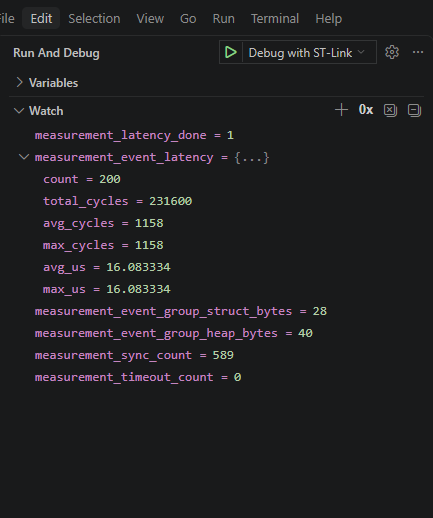 File Edit Selection View Go Run Terminal Help
Run And Debug Debug with ST-Link ...
Variables
Watch 0x
measurement_latency_done = 1
measurement_event_latency = {...}
count = 200
total_cycles = 231600
avg_cycles = 1158
max_cycles = 1158
avg_us = 16.083334
max_us = 16.083334
measurement_event_group_struct_bytes = 28
measurement_event_group_heap_bytes = 40
measurement_sync_count = 589
measurement_timeout_count = 0